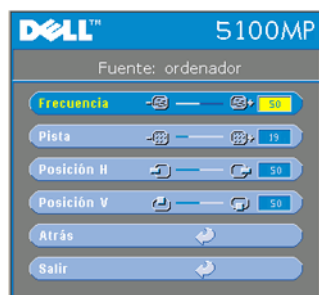 DELL™ 5100MP
Fuente: ordenador
Frecuencia 50
Pista 19
Posición H 50
Posición V 50
Atrás
Salir